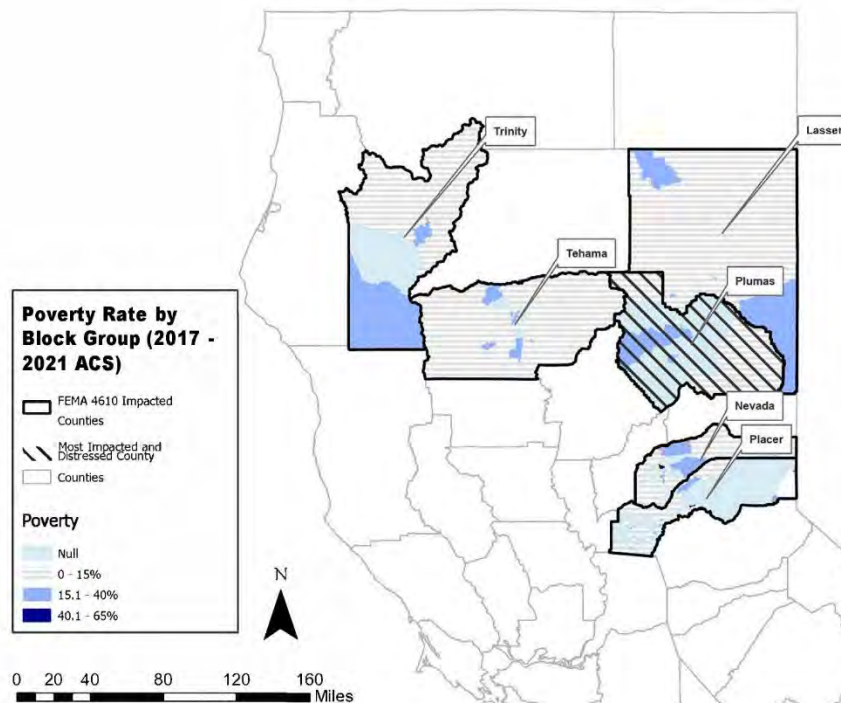 Trinity
Lassen
Tehama
Plumas
Nevada
Placer
Poverty Rate by
Block Group (2017 -
2021 ACS)
FEMA 4610 Impacted
Counties
Most Impacted and
Distressed County
Counties
Poverty
Null
0 - 15%
15.1 - 40%
40.1 - 65%
N
0 20 40 80 120 160
Miles